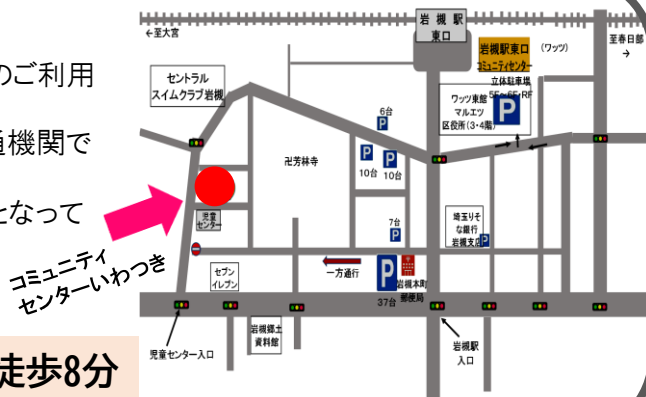 岩槻駅
東口
←至大宮
至春日部
→
のご利用
通機関で
となって
セントラル
スイムクラブ岩槻
岩槻駅東口
コミュニティセンター
(ワッツ)
立体駐車場
5F~6F・RF
ワッツ東館
マルエツ
区役所(3・4階)
P
6台
P
P
P
10台
10台
卍芳林寺
児童
センター
7台
P
埼玉りそ
な銀行
岩槻支店
P
コミュニティ
センターいわつき
セブン
イレブン
一方通行
P
37台
岩槻本町
郵便局
岩槻郷土
資料館
児童センター入口
岩槻駅
入口
徒歩8分